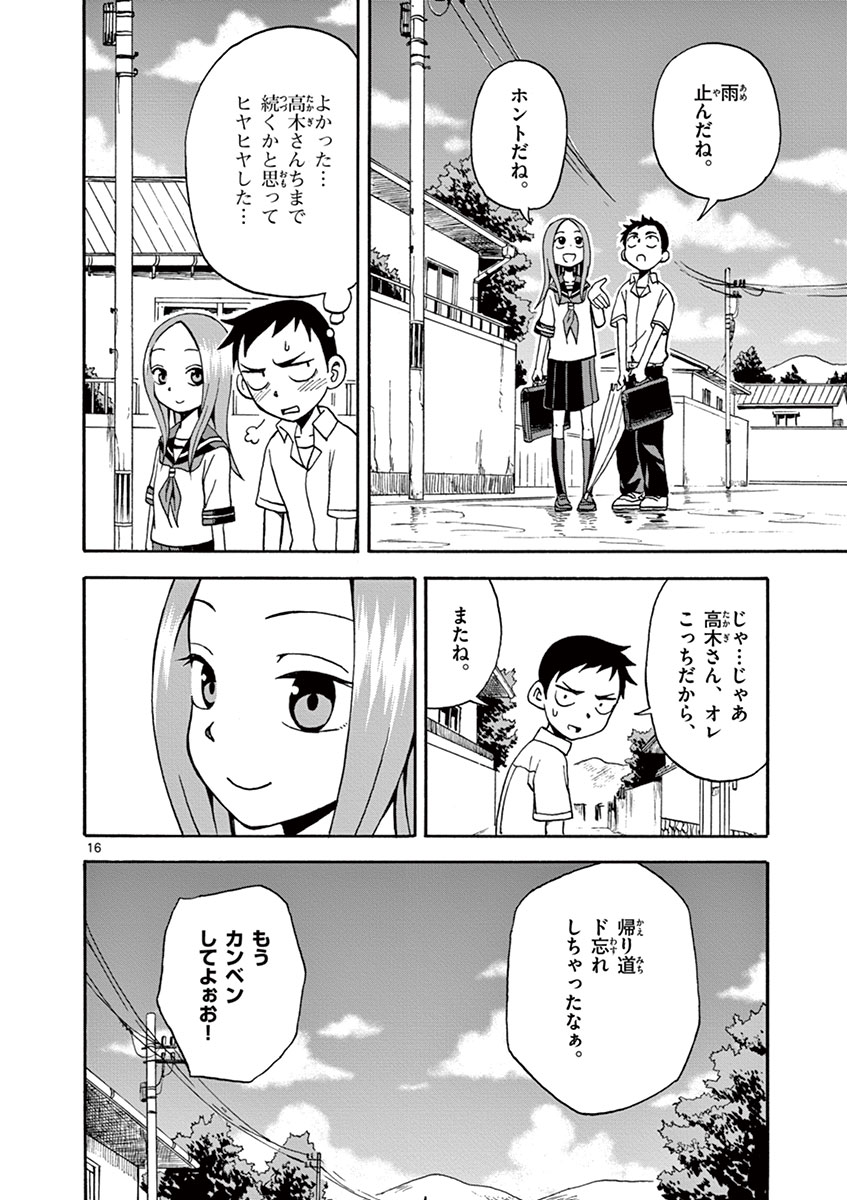 雨
止んだね。
ホントだね。
よかった…
高木さんちまで
続くかと思って
ヒヤヒヤした…
じゃ…じゃあ
高木さん、オレ
こっちだから、
またね。
帰り道
ド忘れ
しちゃったなぁ。
もう
カンベン
してよぉお!
16